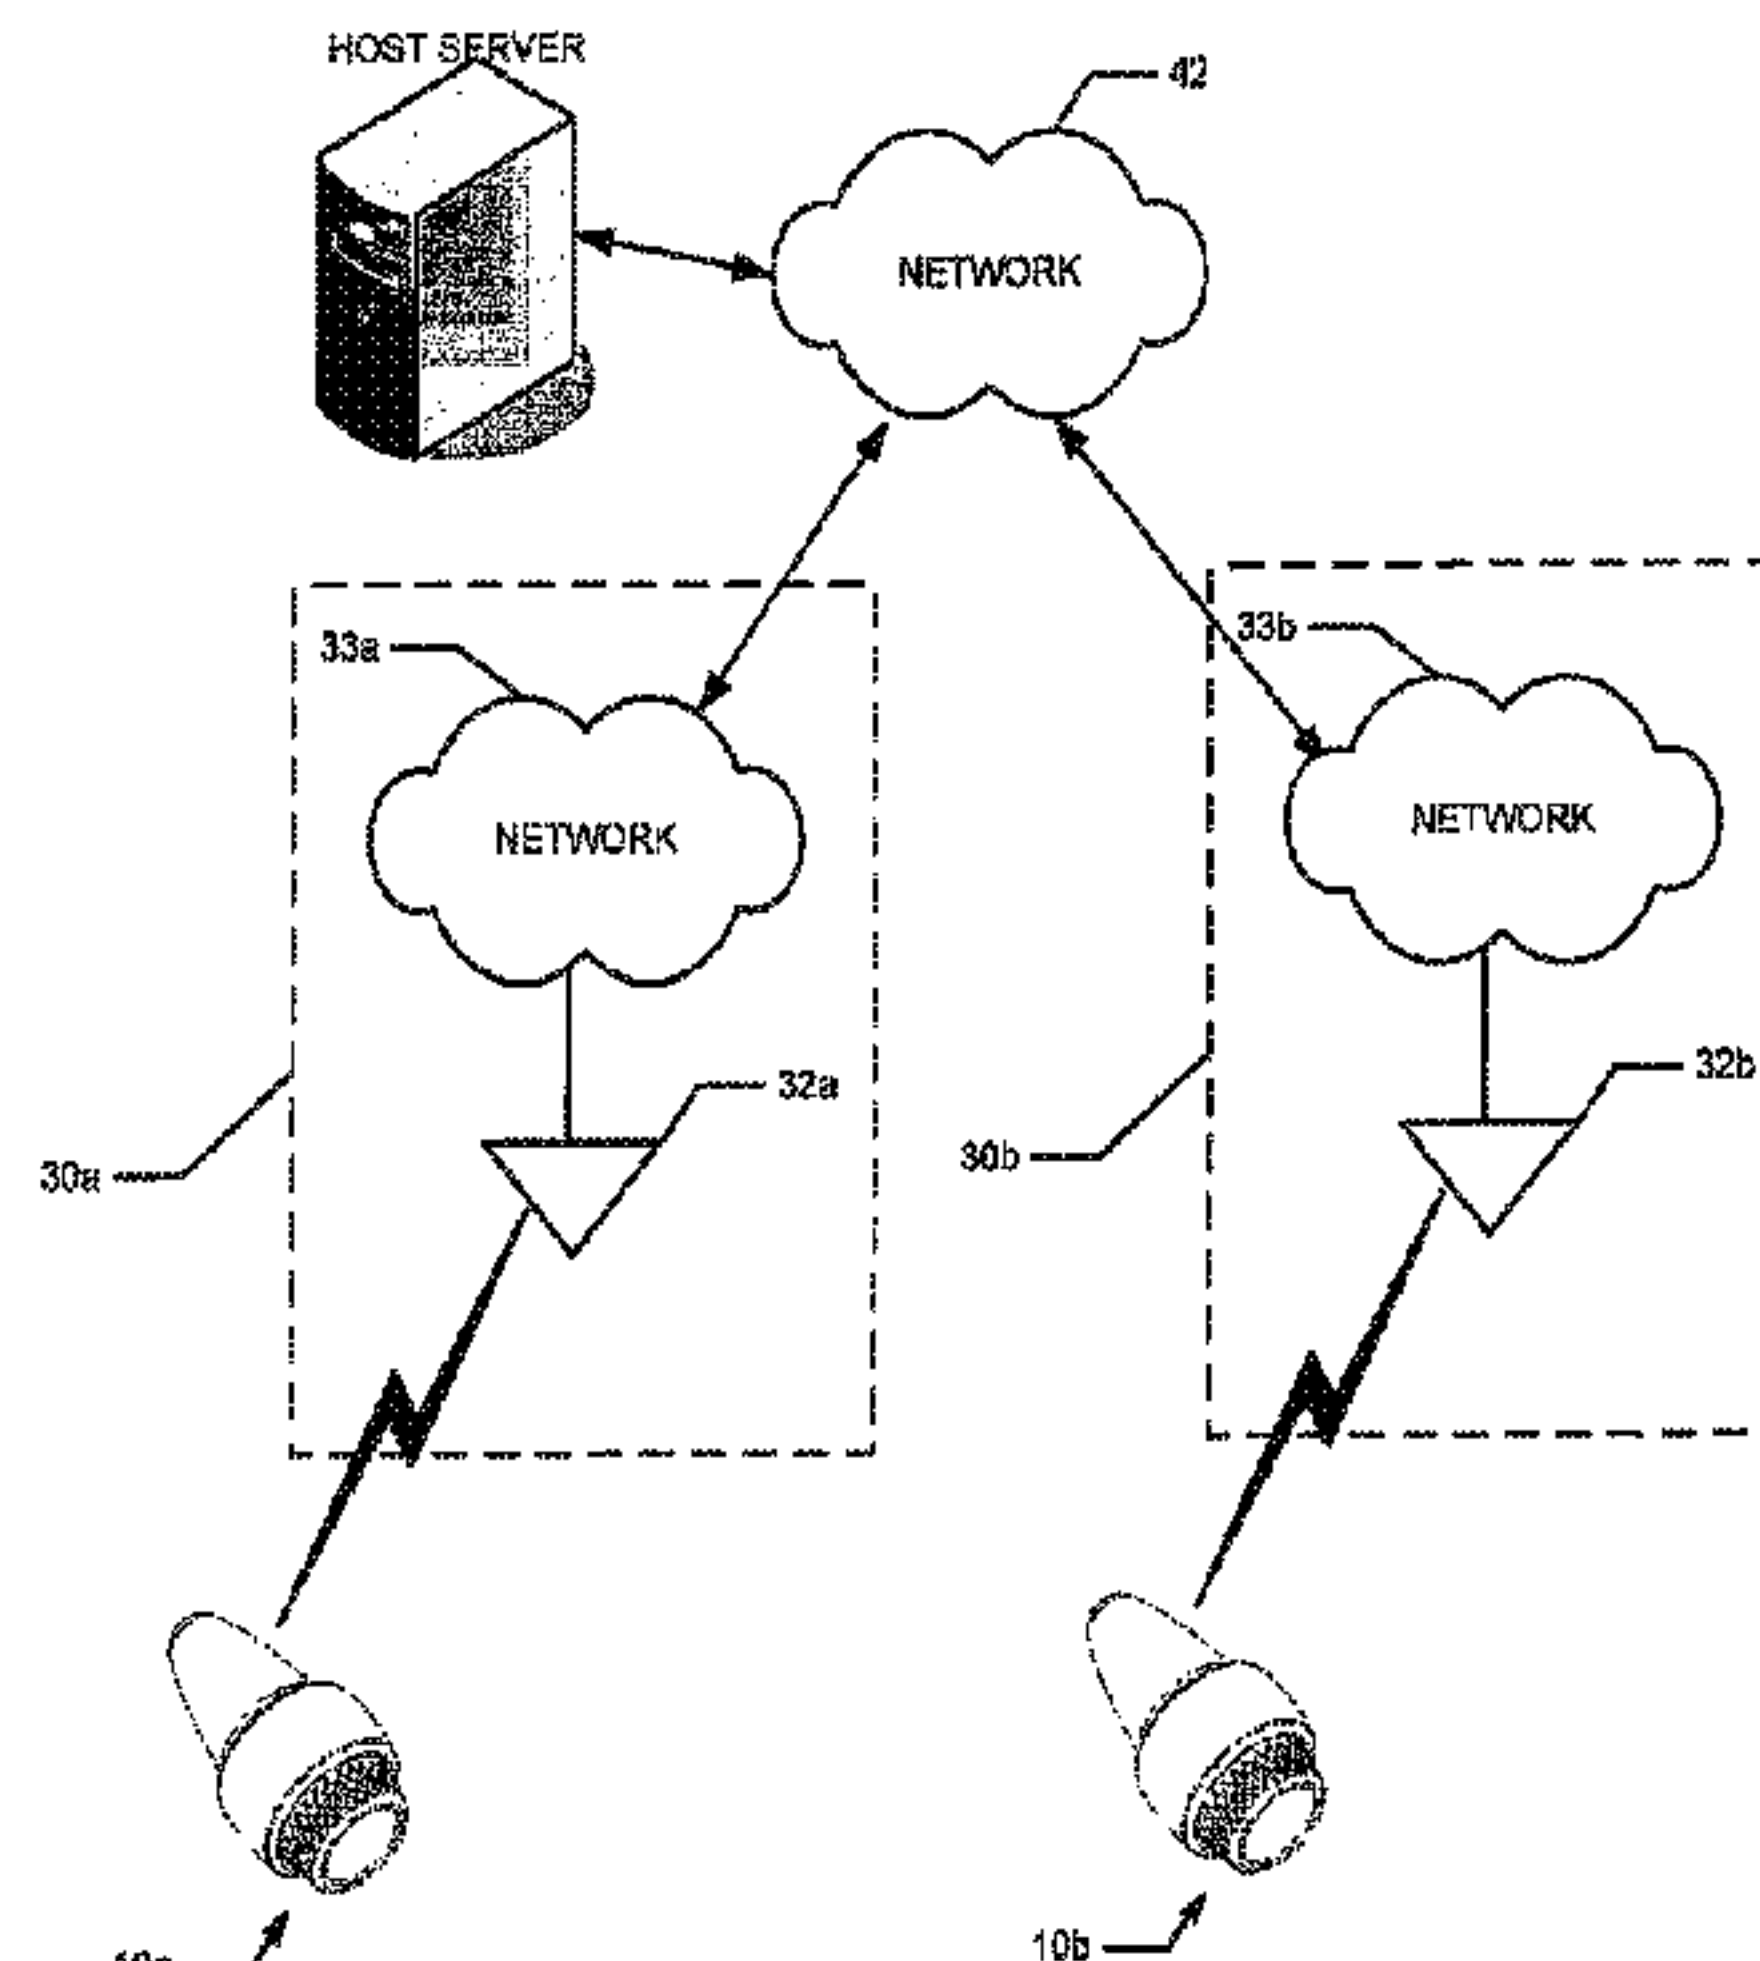 HOST SERVER
42
NETWORK
33a
33b
NETWORK
NETWORK
32a
32b
30a
30b
10b